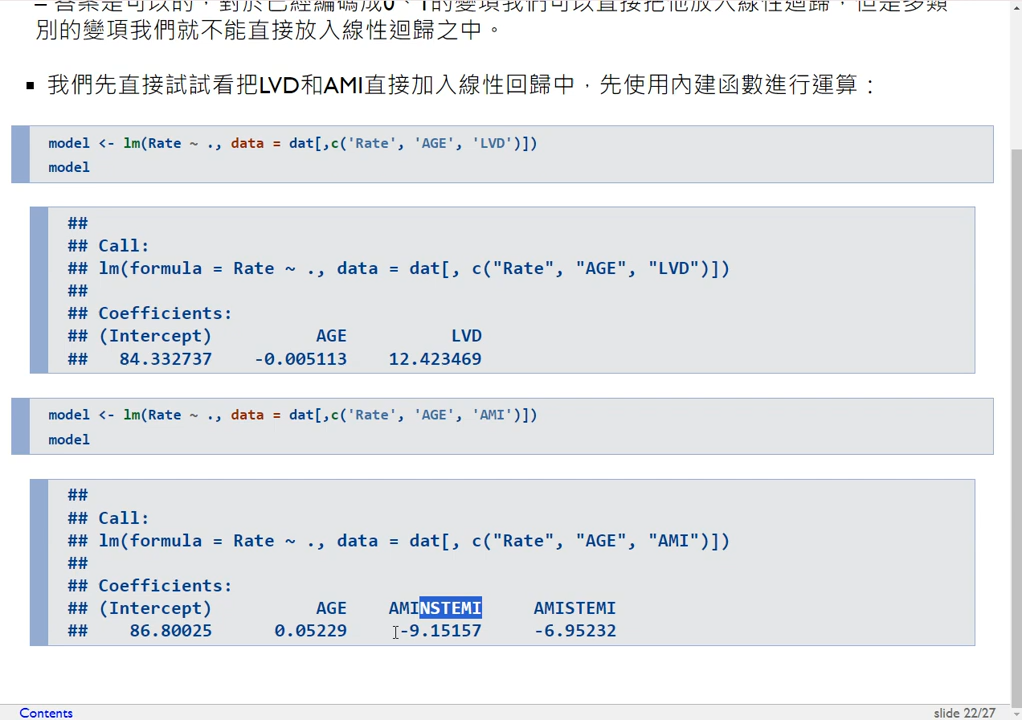 – 答案是可以的，對於已經編碼成0、1的變項我們可以直接把他放入線性迴歸，但是多類
別的變項我們就不能直接放入線性迴歸之中。
▪ 我們先直接試試看把LVD和AMI直接加入線性回歸中，先使用內建函數進行運算：
model <- lm(Rate ~ ., data = dat[,c('Rate', 'AGE', 'LVD')])
model
##
## Call:
## lm(formula = Rate ~ ., data = dat[, c("Rate", "AGE", "LVD")])
##
## Coefficients:
## (Intercept)          AGE          LVD
##   84.332737    -0.005113    12.423469
model <- lm(Rate ~ ., data = dat[,c('Rate', 'AGE', 'AMI')])
model
##
## Call:
## lm(formula = Rate ~ ., data = dat[, c("Rate", "AGE", "AMI")])
##
## Coefficients:
## (Intercept)          AGE    AMINSTEMI     AMISTEMI
##    86.80025      0.05229     -9.15157     -6.95232
Contents slide 22/27